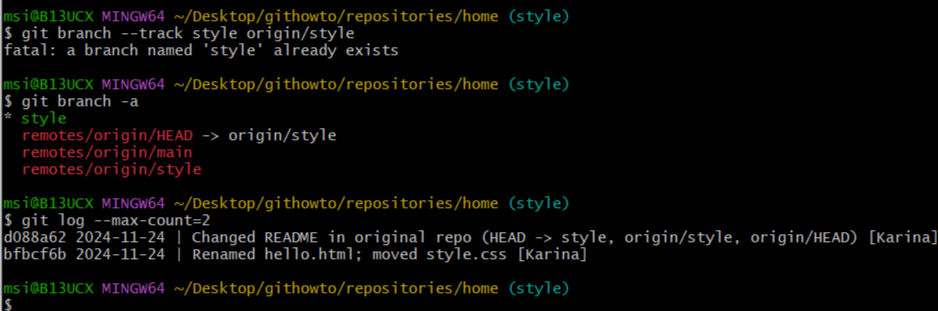 msi@B13UCX MINGW64 ~/Desktop/githowto/repositories/home (style)
$ git branch --track style origin/style
fatal: a branch named 'style' already exists
msi@B13UCX MINGW64 ~/Desktop/githowto/repositories/home (style)
$ git branch -a
* style
remotes/origin/HEAD -> origin/style
remotes/origin/main
remotes/origin/style
msi@B13UCX MINGW64 ~/Desktop/githowto/repositories/home (style)
$ git log --max-count=2
d088a62 2024-11-24 | Changed README in original repo (HEAD -> style, origin/style, origin/HEAD) [Karina]
bfbcf6b 2024-11-24 | Renamed hello.html; moved style.css [Karina]
msi@B13UCX MINGW64 ~/Desktop/githowto/repositories/home (style)
$